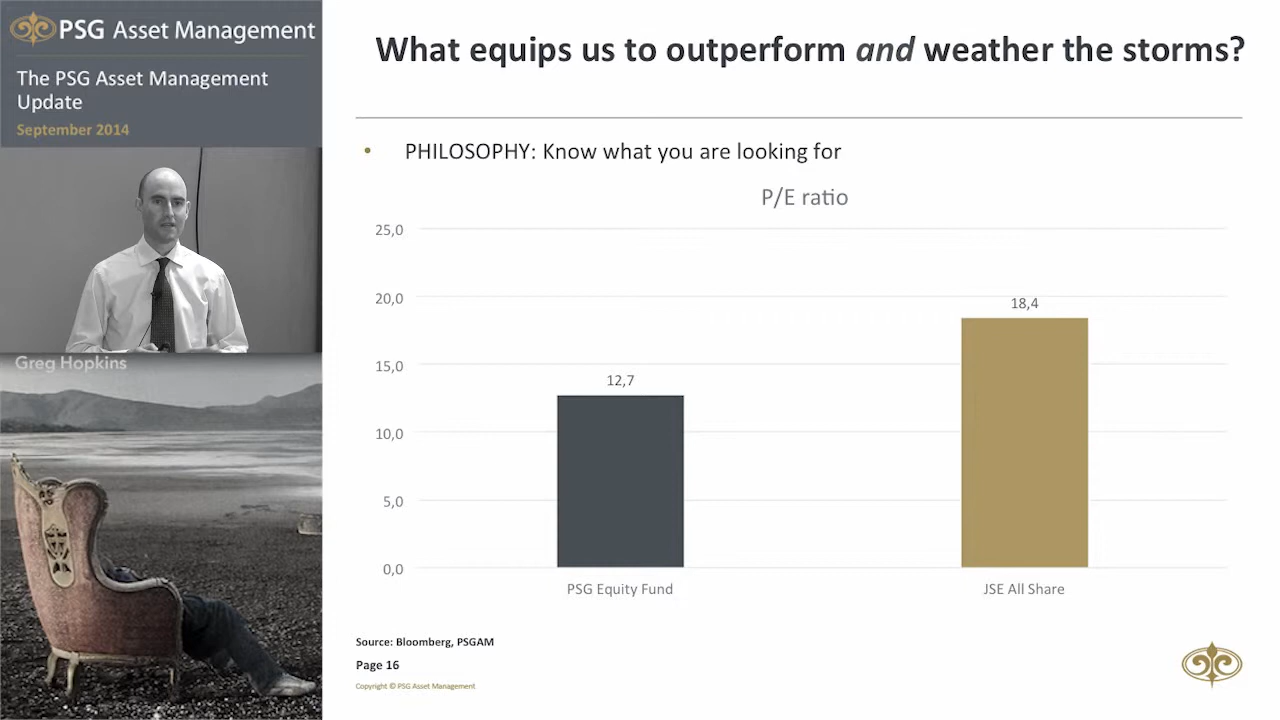 PSG Asset Management
The PSG Asset Management
Update
September 2014
Greg Hopkins
What equips us to outperform and weather the storms?
• PHILOSOPHY: Know what you are looking for
P/E ratio
25,0
20,0
15,0
10,0
5,0
0,0
12,7
18,4
PSG Equity Fund
JSE All Share
Source: Bloomberg, PSGAM
Page 16
Copyright © PSG Asset Management